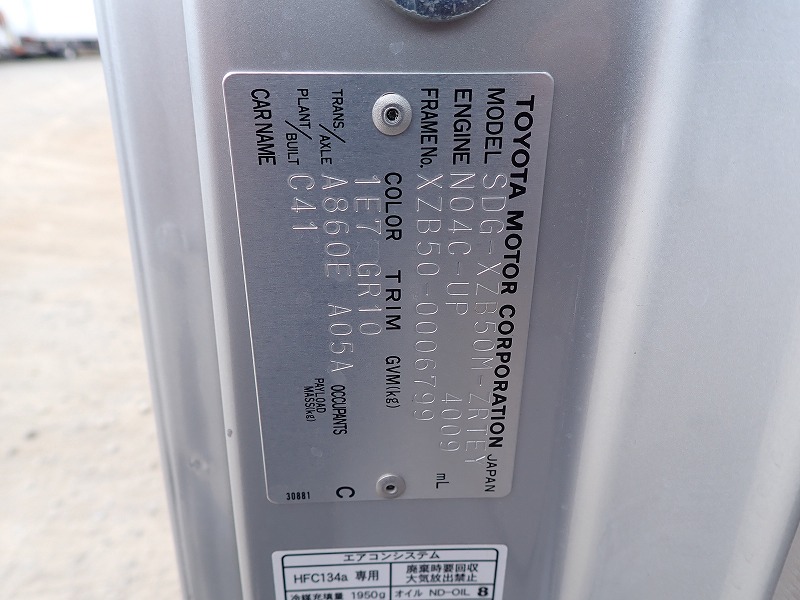 TOYOTA MOTOR CORPORATION JAPAN
MODEL SDG-XZB50M-ZRTEY
ENGINE N04C-UP 4009 mL
FRAME No. XZB50-0006799
COLOR TRIM GVM(kg)
1E7 GR10
TRANS/AXLE A860E A05A OCCUPANTS
PLANT/BUILT C41 PAYLOAD MASS(kg)
CAR NAME
30881 C
エアコンシステム
HFC134a 専用 廃棄時要回収
大気放出禁止
冷媒充填量 1950g オイル ND-OIL 8